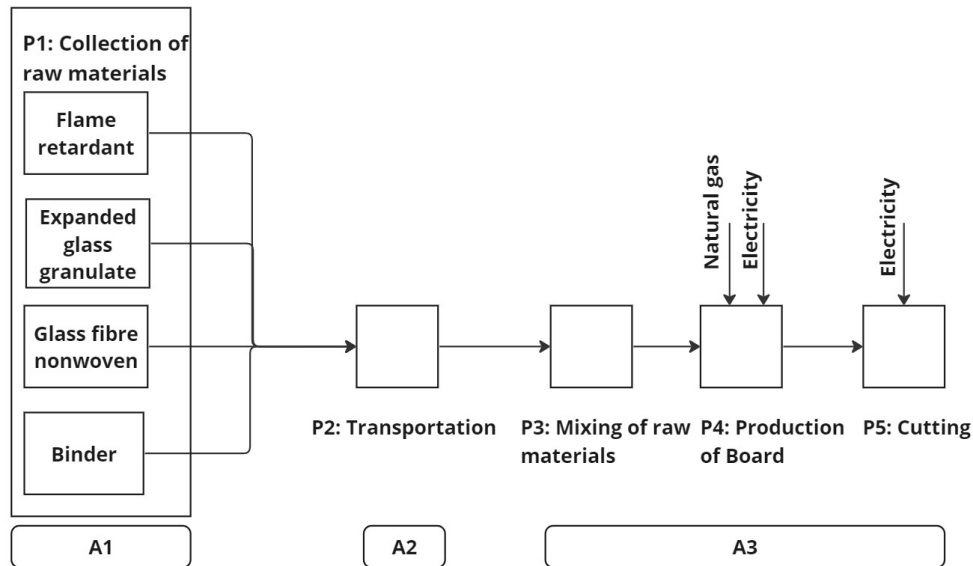 P1: Collection of
raw materials
Flame
retardant
Expanded
glass
granulate
Glass fibre
nonwoven
Binder
Natural gas
Electricity
Electricity
P2: Transportation
P3: Mixing of raw
materials
P4: Production
of Board
P5: Cutting
A1
A2
A3